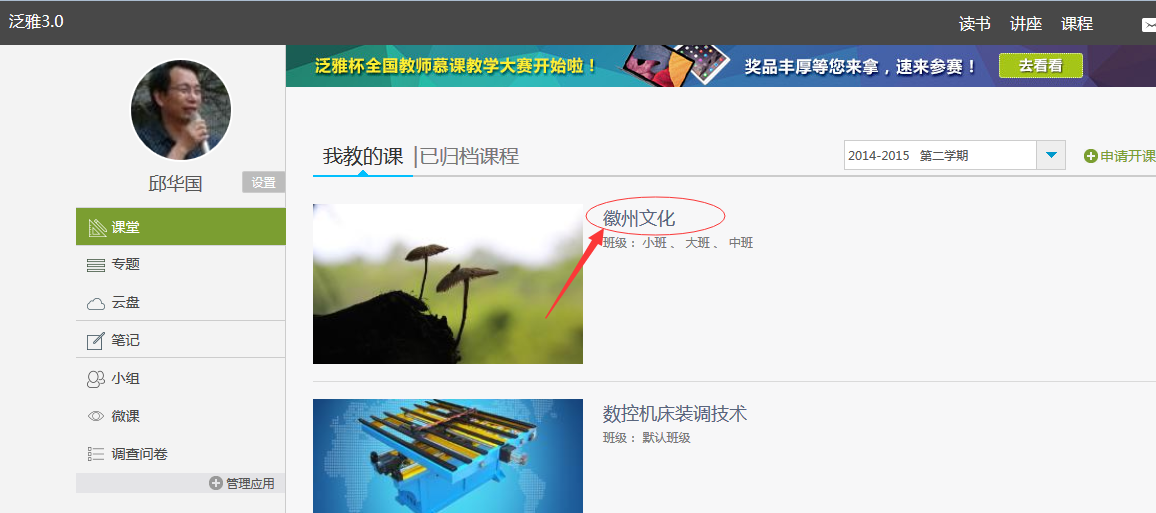 泛雅3.0
读书 讲座 课程
泛雅杯全国教师慕课教学大赛开始啦！ 奖品丰厚等您来拿，速来参赛！ 去看看
邱华国
设置
课堂
专题
云盘
笔记
小组
微课
调查问卷
管理应用
我教的课 |已归档课程
2014-2015 第二学期
申请开课
徽州文化
班级： 小班 、 大班 、 中班
数控机床装调技术
班级： 默认班级